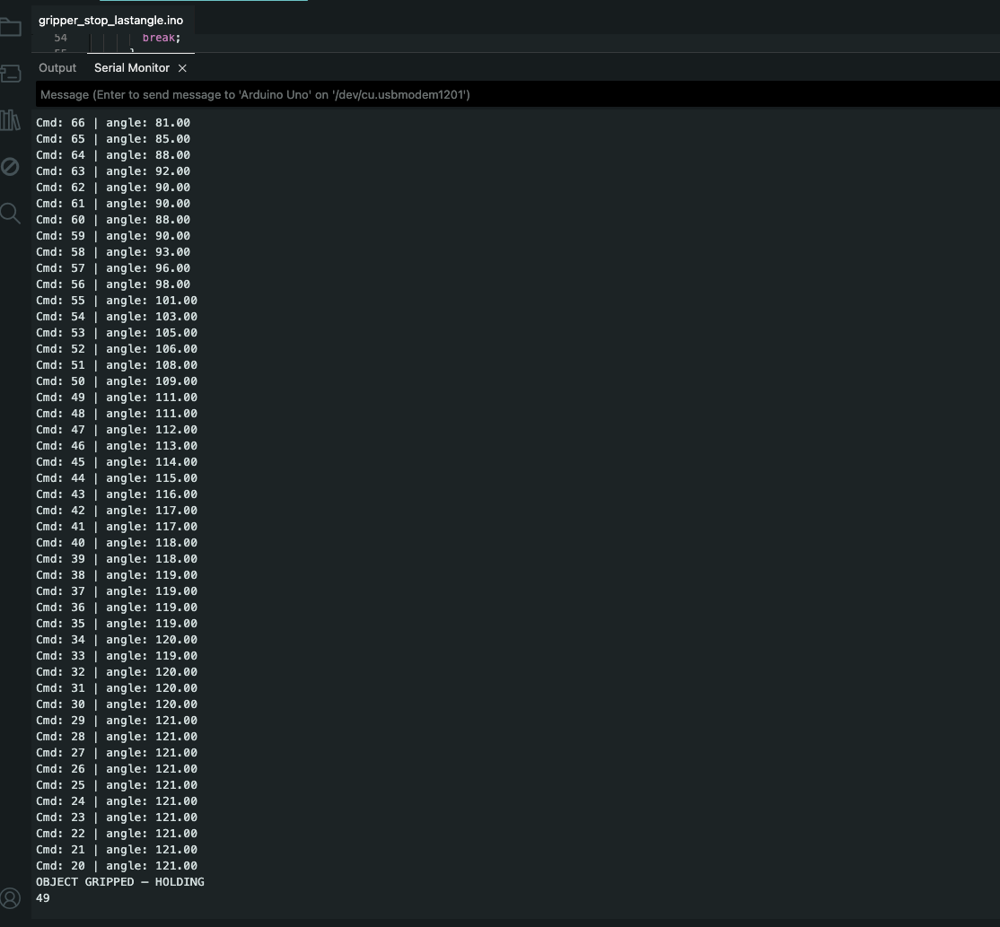 gripper_stop_lastangle.ino
54 break;
55 }
Output Serial Monitor
Message (Enter to send message to 'Arduino Uno' on '/dev/cu.usbmodem1201')
Cmd: 66 | angle: 81.00
Cmd: 65 | angle: 85.00
Cmd: 64 | angle: 88.00
Cmd: 63 | angle: 92.00
Cmd: 62 | angle: 90.00
Cmd: 61 | angle: 90.00
Cmd: 60 | angle: 88.00
Cmd: 59 | angle: 90.00
Cmd: 58 | angle: 93.00
Cmd: 57 | angle: 96.00
Cmd: 56 | angle: 98.00
Cmd: 55 | angle: 101.00
Cmd: 54 | angle: 103.00
Cmd: 53 | angle: 105.00
Cmd: 52 | angle: 106.00
Cmd: 51 | angle: 108.00
Cmd: 50 | angle: 109.00
Cmd: 49 | angle: 111.00
Cmd: 48 | angle: 111.00
Cmd: 47 | angle: 112.00
Cmd: 46 | angle: 113.00
Cmd: 45 | angle: 114.00
Cmd: 44 | angle: 115.00
Cmd: 43 | angle: 116.00
Cmd: 42 | angle: 117.00
Cmd: 41 | angle: 117.00
Cmd: 40 | angle: 118.00
Cmd: 39 | angle: 118.00
Cmd: 38 | angle: 119.00
Cmd: 37 | angle: 119.00
Cmd: 36 | angle: 119.00
Cmd: 35 | angle: 119.00
Cmd: 34 | angle: 120.00
Cmd: 33 | angle: 119.00
Cmd: 32 | angle: 120.00
Cmd: 31 | angle: 120.00
Cmd: 30 | angle: 120.00
Cmd: 29 | angle: 121.00
Cmd: 28 | angle: 121.00
Cmd: 27 | angle: 121.00
Cmd: 26 | angle: 121.00
Cmd: 25 | angle: 121.00
Cmd: 24 | angle: 121.00
Cmd: 23 | angle: 121.00
Cmd: 22 | angle: 121.00
Cmd: 21 | angle: 121.00
Cmd: 20 | angle: 121.00
OBJECT GRIPPED — HOLDING
49